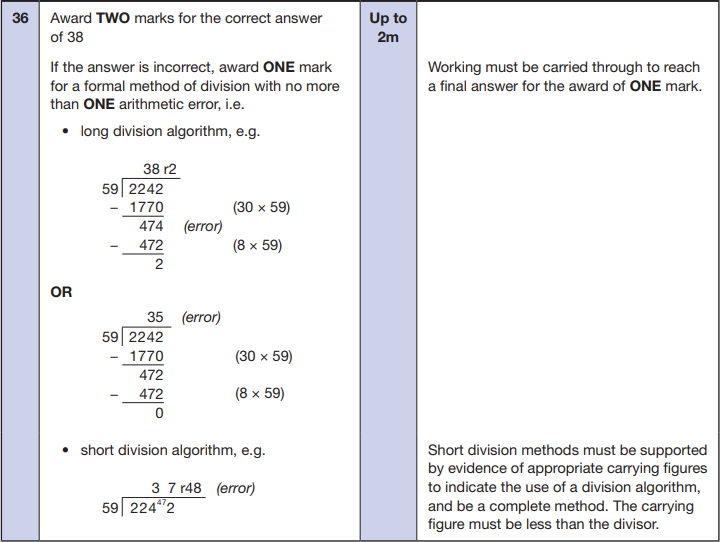 36 Award TWO marks for the correct answer Up to
of 38 2m
If the answer is incorrect, award ONE mark Working must be carried through to reach
for a formal method of division with no more a final answer for the award of ONE mark.
than ONE arithmetic error, i.e.
• long division algorithm, e.g.
38 r2
59 2242
– 1770 (30 × 59)
474 (error)
– 472 (8 × 59)
2
OR
35 (error)
59 2242
– 1770 (30 × 59)
472
– 472 (8 × 59)
0
• short division algorithm, e.g. Short division methods must be supported
by evidence of appropriate carrying figures
3 7 r48 (error) to indicate the use of a division algorithm,
59 224⁴⁷2 and be a complete method. The carrying
figure must be less than the divisor.